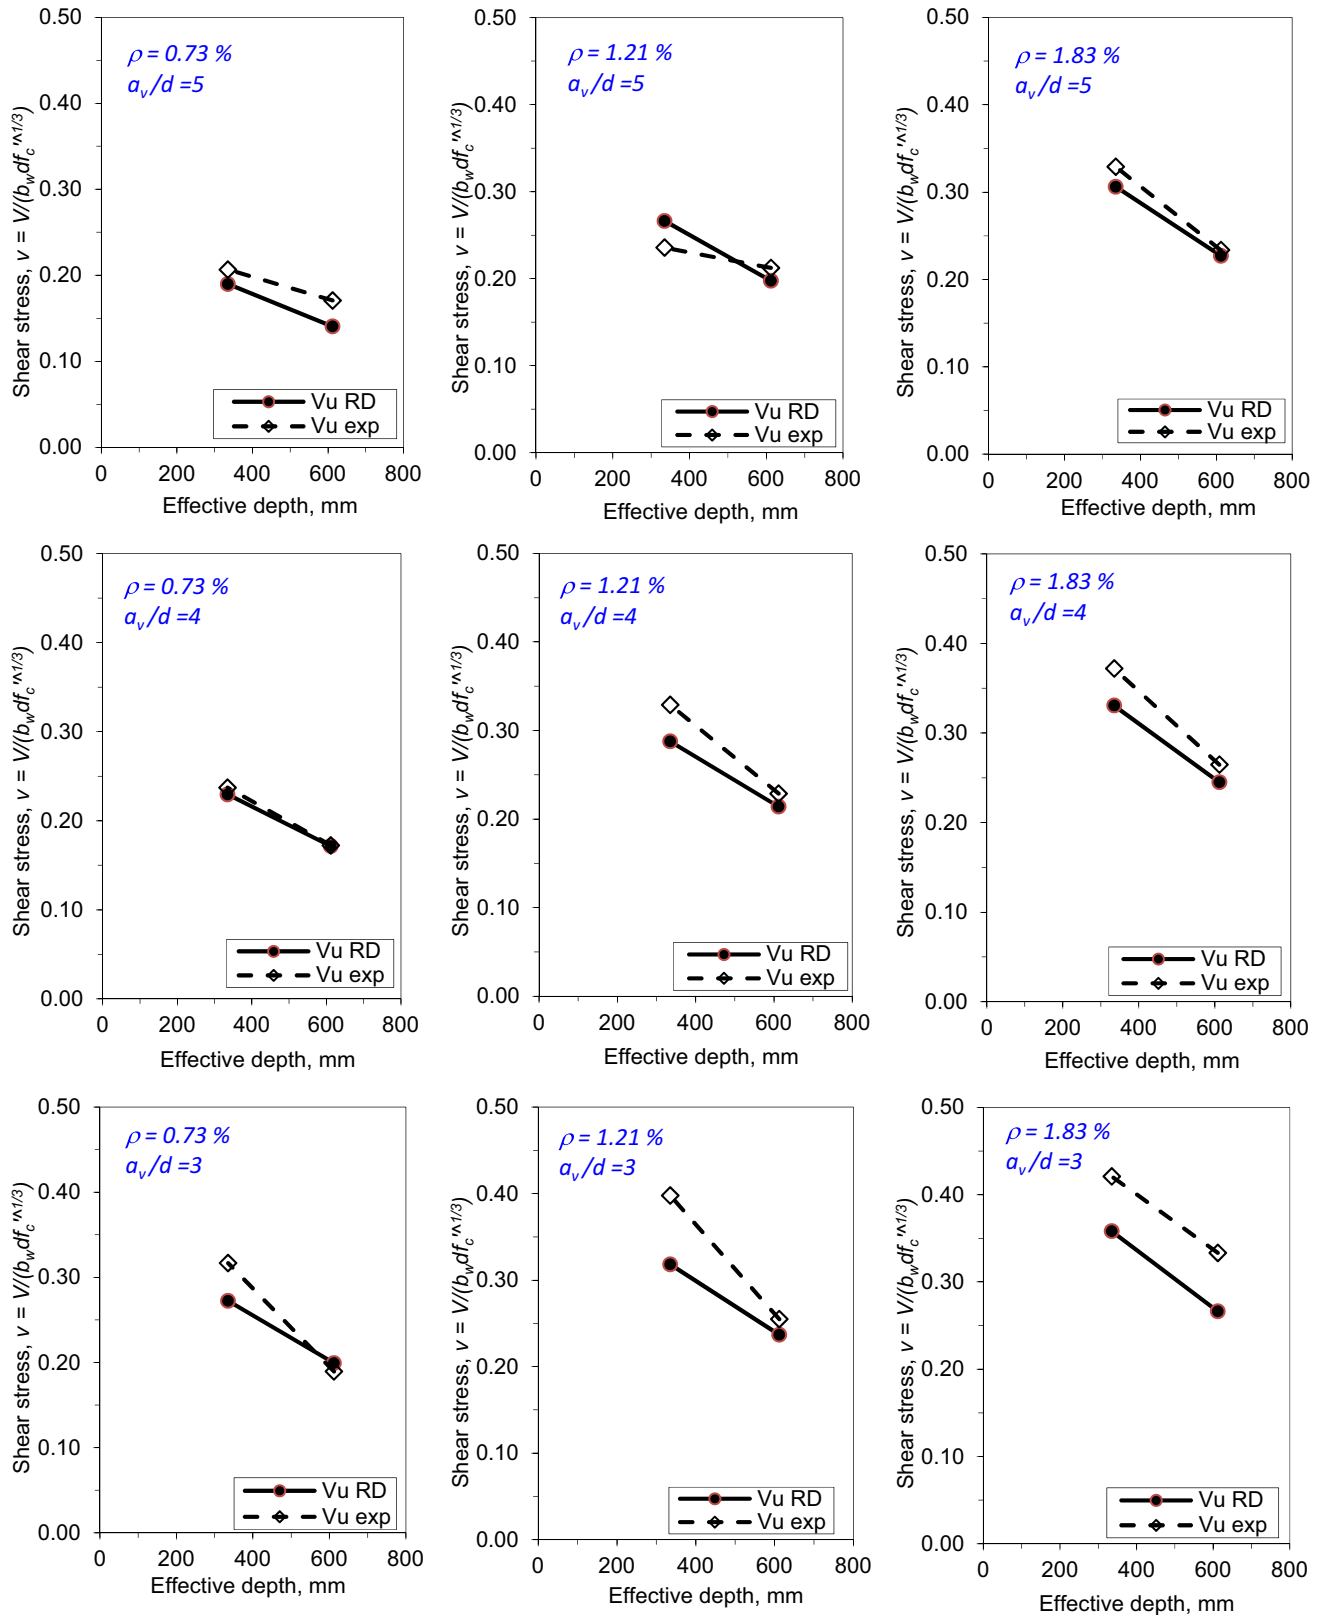 ρ = 0.73 %
a_v/d =5
Shear stress, v = V/(b_wdf_c'^1/3)
0.50
0.40
0.30
0.20
0.10
0.00
Vu RD
Vu exp
0 200 400 600 800
Effective depth, mm
ρ = 1.21 %
a_v/d =5
Shear stress, v = V/(b_wdf_c'^1/3)
0.50
0.40
0.30
0.20
0.10
0.00
Vu RD
Vu exp
0 200 400 600 800
Effective depth, mm
ρ = 1.83 %
a_v/d =5
Shear stress, v = V/(b_wdf_c'^1/3)
0.50
0.40
0.30
0.20
0.10
0.00
Vu RD
Vu exp
0 200 400 600 800
Effective depth, mm
ρ = 0.73 %
a_v/d =4
Shear stress, v = V/(b_wdf_c'^1/3)
0.50
0.40
0.30
0.20
0.10
0.00
Vu RD
Vu exp
0 200 400 600 800
Effective depth, mm
ρ = 1.21 %
a_v/d =4
Shear stress, v = V/(b_wdf_c'^1/3)
0.50
0.40
0.30
0.20
0.10
0.00
Vu RD
Vu exp
0 200 400 600 800
Effective depth, mm
ρ = 1.83 %
a_v/d =4
Shear stress, v = V/(b_wdf_c'^1/3)
0.50
0.40
0.30
0.20
0.10
0.00
Vu RD
Vu exp
0 200 400 600 800
Effective depth, mm
ρ = 0.73 %
a_v/d =3
Shear stress, v = V/(b_wdf_c'^1/3)
0.50
0.40
0.30
0.20
0.10
0.00
Vu RD
Vu exp
0 200 400 600 800
Effective depth, mm
ρ = 1.21 %
a_v/d =3
Shear stress, v = V/(b_wdf_c'^1/3)
0.50
0.40
0.30
0.20
0.10
0.00
Vu RD
Vu exp
0 200 400 600 800
Effective depth, mm
ρ = 1.83 %
a_v/d =3
Shear stress, v = V/(b_wdf_c'^1/3)
0.50
0.40
0.30
0.20
0.10
0.00
Vu RD
Vu exp
0 200 400 600 800
Effective depth, mm